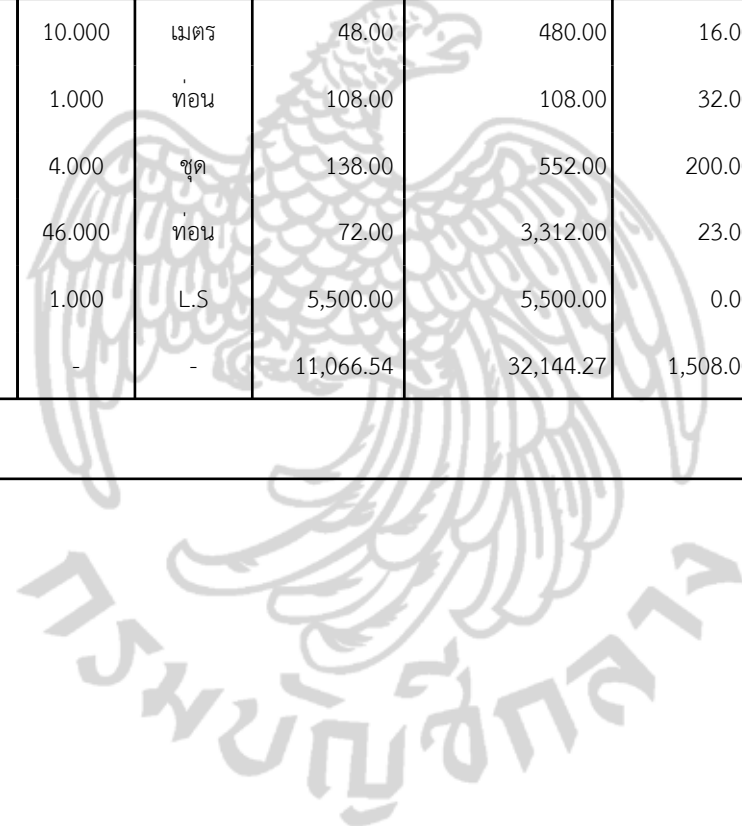 10.000 เมตร 48.00 480.00 16.0
1.000 ท่อน 108.00 108.00 32.0
4.000 ชุด 138.00 552.00 200.0
46.000 ท่อน 72.00 3,312.00 23.0
1.000 L.S 5,500.00 5,500.00 0.0
- - 11,066.54 32,144.27 1,508.0
กรมบัญชีกลาง